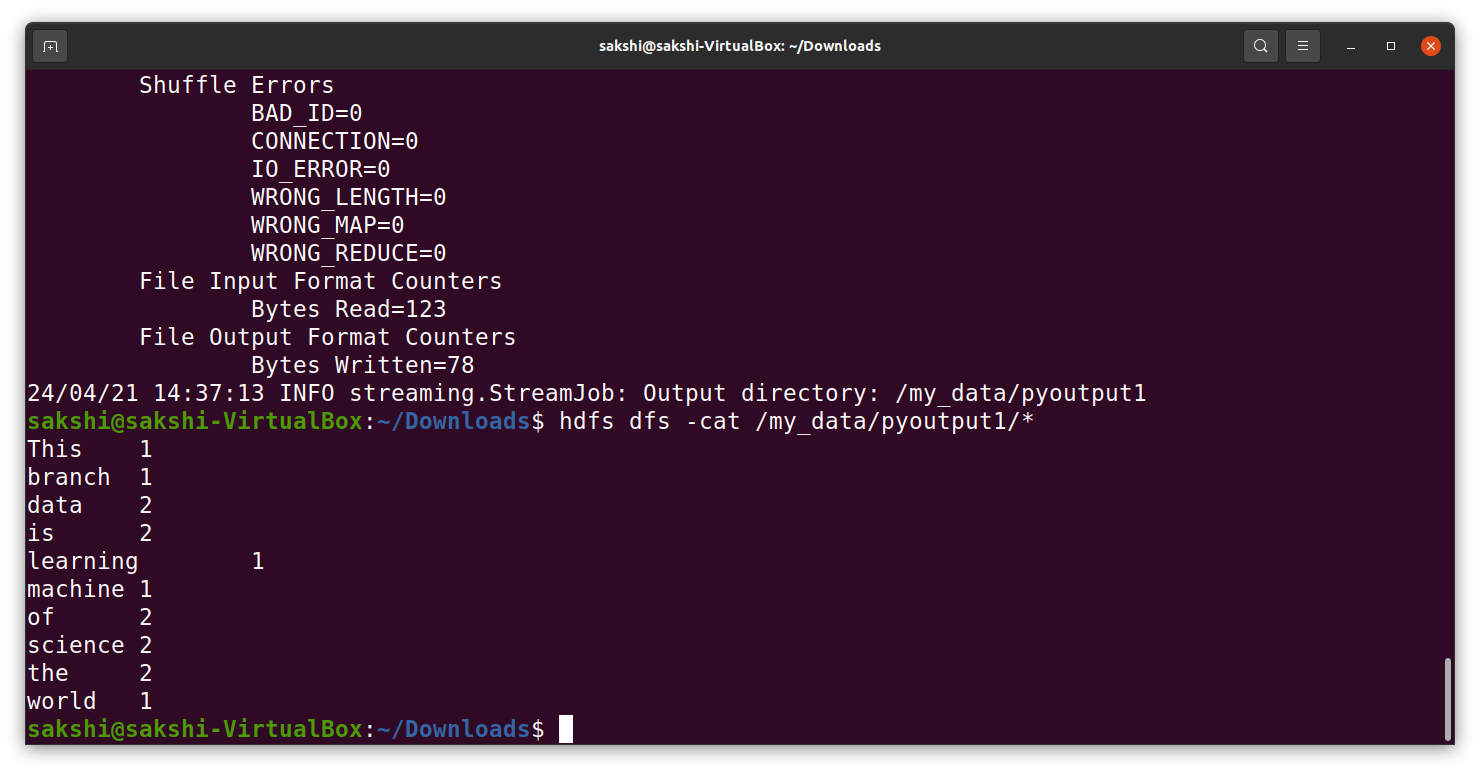 sakshi@sakshi-VirtualBox: ~/Downloads
Shuffle Errors
BAD_ID=0
CONNECTION=0
IO_ERROR=0
WRONG_LENGTH=0
WRONG_MAP=0
WRONG_REDUCE=0
File Input Format Counters
Bytes Read=123
File Output Format Counters
Bytes Written=78
24/04/21 14:37:13 INFO streaming.StreamJob: Output directory: /my_data/pyoutput1
sakshi@sakshi-VirtualBox:~/Downloads$ hdfs dfs -cat /my_data/pyoutput1/*
This 1
branch 1
data 2
is 2
learning 1
machine 1
of 2
science 2
the 2
world 1
sakshi@sakshi-VirtualBox:~/Downloads$